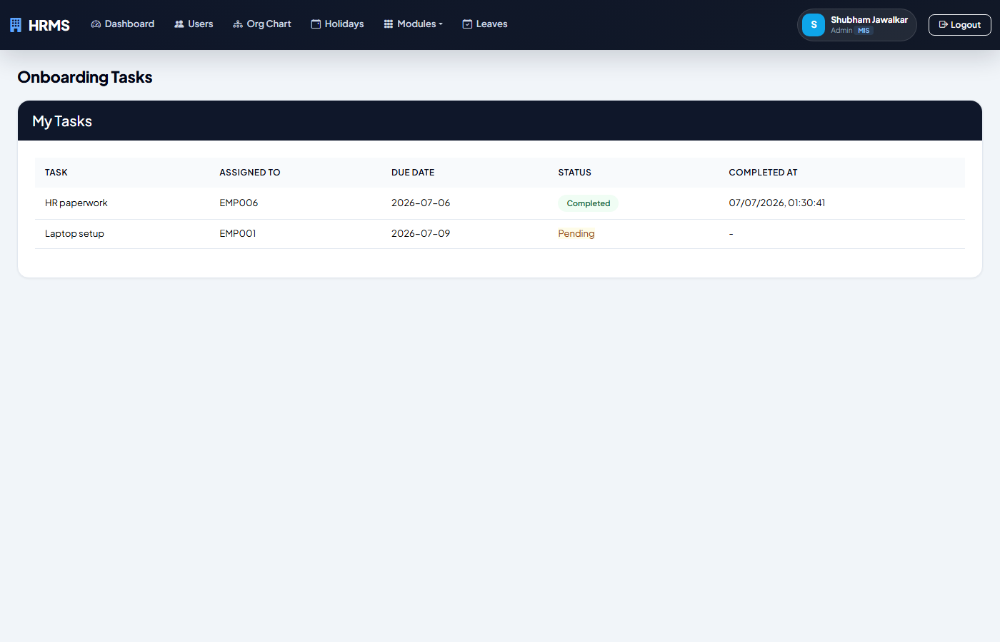 HRMS Dashboard Users Org Chart Holidays Modules Leaves
S Shubham Jawalkar
Admin MIS
Logout
Onboarding Tasks
My Tasks
TASK ASSIGNED TO DUE DATE STATUS COMPLETED AT
HR paperwork EMP006 2026-07-06 Completed 07/07/2026, 01:30:41
Laptop setup EMP001 2026-07-09 Pending -